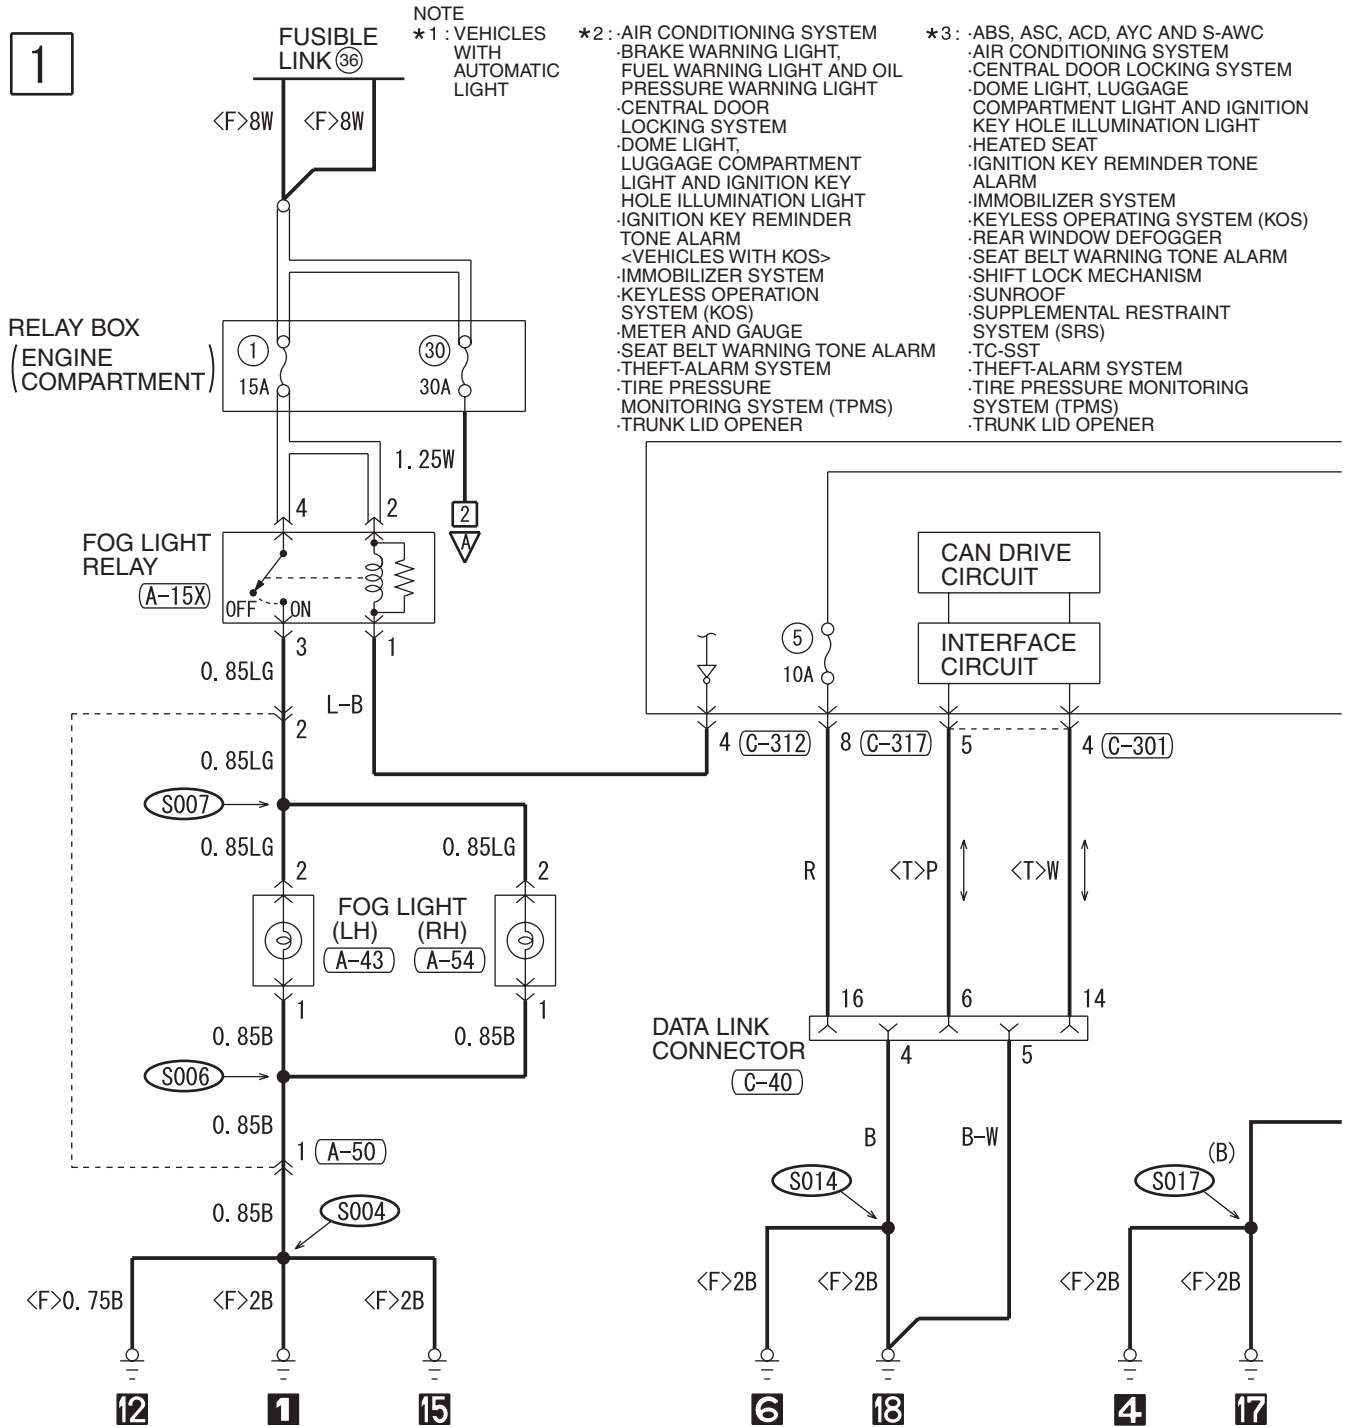 1
FUSIBLE
LINK 36
NOTE
*1 : VEHICLES
WITH
AUTOMATIC
LIGHT
*2 : ·AIR CONDITIONING SYSTEM
·BRAKE WARNING LIGHT,
FUEL WARNING LIGHT AND OIL
PRESSURE WARNING LIGHT
·CENTRAL DOOR
LOCKING SYSTEM
·DOME LIGHT,
LUGGAGE COMPARTMENT
LIGHT AND IGNITION KEY
HOLE ILLUMINATION LIGHT
·IGNITION KEY REMINDER
TONE ALARM
<VEHICLES WITH KOS>
·IMMOBILIZER SYSTEM
·KEYLESS OPERATION
SYSTEM (KOS)
·METER AND GAUGE
·SEAT BELT WARNING TONE ALARM
·THEFT-ALARM SYSTEM
·TIRE PRESSURE
MONITORING SYSTEM (TPMS)
·TRUNK LID OPENER
*3 : ·ABS, ASC, ACD, AYC AND S-AWC
·AIR CONDITIONING SYSTEM
·CENTRAL DOOR LOCKING SYSTEM
·DOME LIGHT, LUGGAGE
COMPARTMENT LIGHT AND IGNITION
KEY HOLE ILLUMINATION LIGHT
·HEATED SEAT
·IGNITION KEY REMINDER TONE
ALARM
·IMMOBILIZER SYSTEM
·KEYLESS OPERATING SYSTEM (KOS)
·REAR WINDOW DEFOGGER
·SEAT BELT WARNING TONE ALARM
·SHIFT LOCK MECHANISM
·SUNROOF
·SUPPLEMENTAL RESTRAINT
SYSTEM (SRS)
·TC-SST
·THEFT-ALARM SYSTEM
·TIRE PRESSURE MONITORING
SYSTEM (TPMS)
·TRUNK LID OPENER
<F>8W <F>8W
RELAY BOX
(ENGINE
COMPARTMENT)
1 30
15A 30A
1.25W
4 2 2
A
FOG LIGHT
RELAY
A-15X
OFF ON
3 1
0.85LG
L-B
2
0.85LG
S007
0.85LG 0.85LG
2 2
FOG LIGHT
(LH) (RH)
A-43 A-54
1 1
0.85B 0.85B
S006
0.85B
1 A-50
0.85B S004
<F>0.75B <F>2B <F>2B
12 1 15
CAN DRIVE
CIRCUIT
INTERFACE
CIRCUIT
5
10A
4 C-312 8 C-317 5 4 C-301
R <T>P <T>W
16 6 14
DATA LINK
CONNECTOR
C-40
4 5
B B-W
S014
<F>2B <F>2B
6 18
(B)
S017
<F>2B <F>2B
4 17